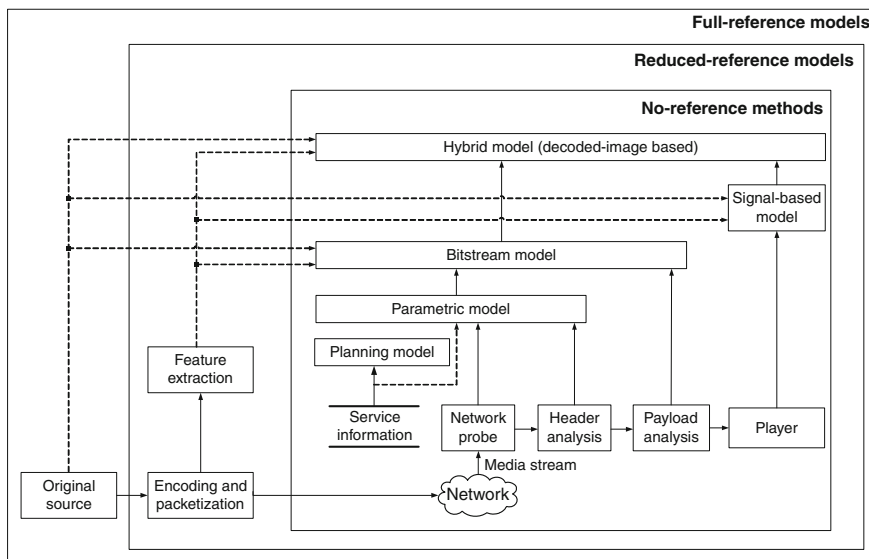 Full-reference models
Reduced-reference models
No-reference methods
Hybrid model (decoded-image based)
Signal-based
model
Bitstream model
Parametric model
Planning model
Feature
extraction
Service
information
Network
probe
Header
analysis
Payload
analysis
Player
Media stream
Original
source
Encoding and
packetization
Network